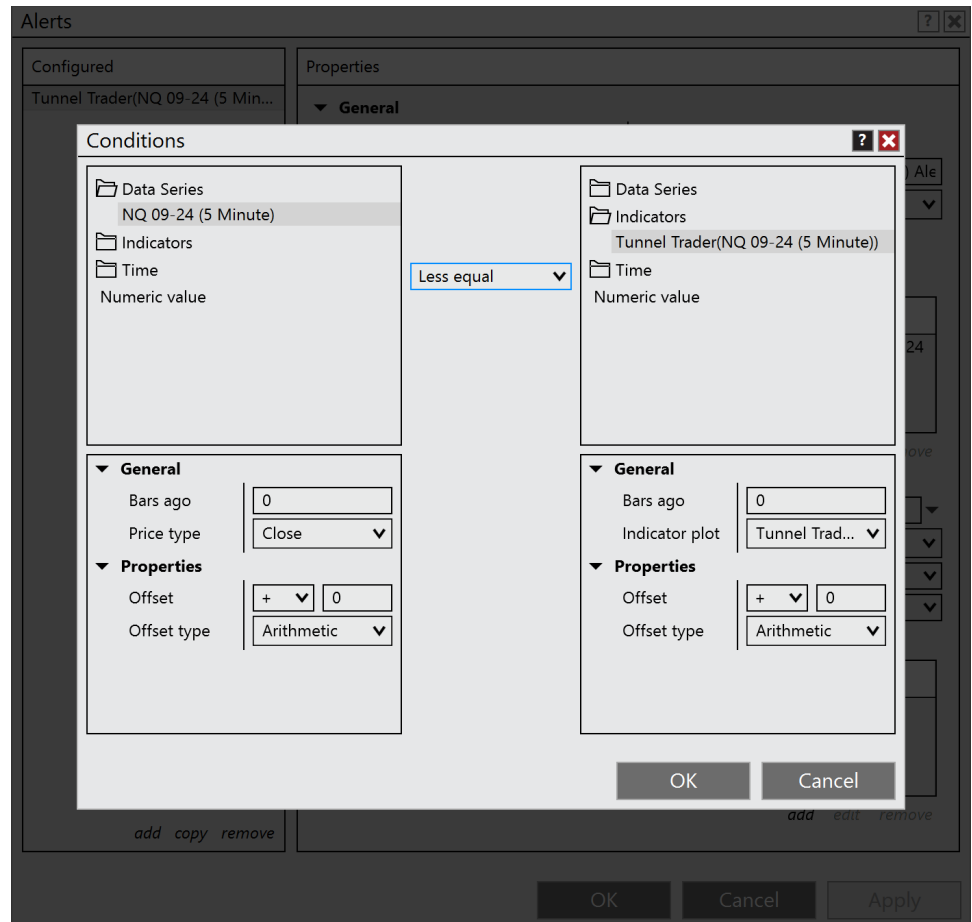 Alerts
?
Configured
Properties
Tunnel Trader(NQ 09-24 (5 Min...
General
) Ale
Conditions
?
Data Series
NQ 09-24 (5 Minute)
Indicators
Time
Numeric value
Less equal
Data Series
Indicators
Tunnel Trader(NQ 09-24 (5 Minute))
Time
Numeric value
24
ove
General
Bars ago
0
Price type
Close
Properties
Offset
+
0
Offset type
Arithmetic
General
Bars ago
0
Indicator plot
Tunnel Trad...
Properties
Offset
+
0
Offset type
Arithmetic
OK
Cancel
add copy remove
add edit remove
OK
Cancel
Apply